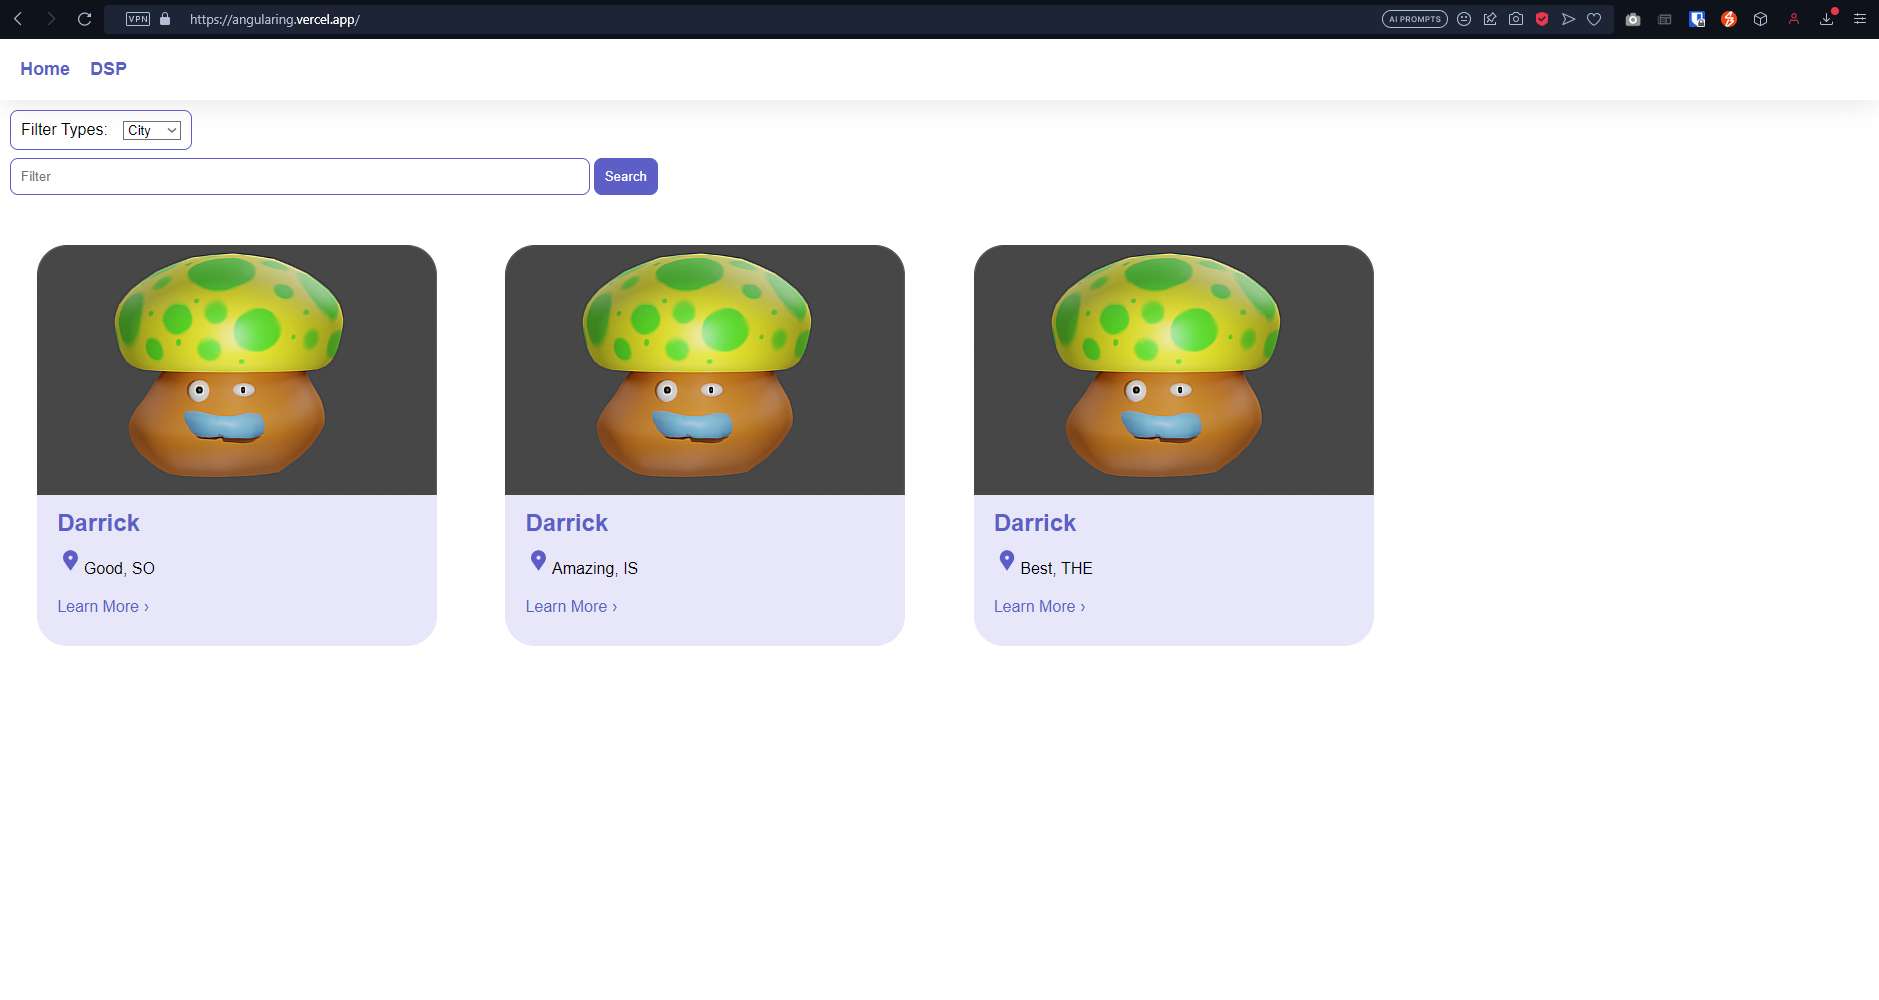 VPN https://angularing.vercel.app/ AI PROMPTS
Home DSP
Filter Types: City
Filter Search
Darrick Darrick Darrick
Good, SO Amazing, IS Best, THE
Learn More › Learn More › Learn More ›